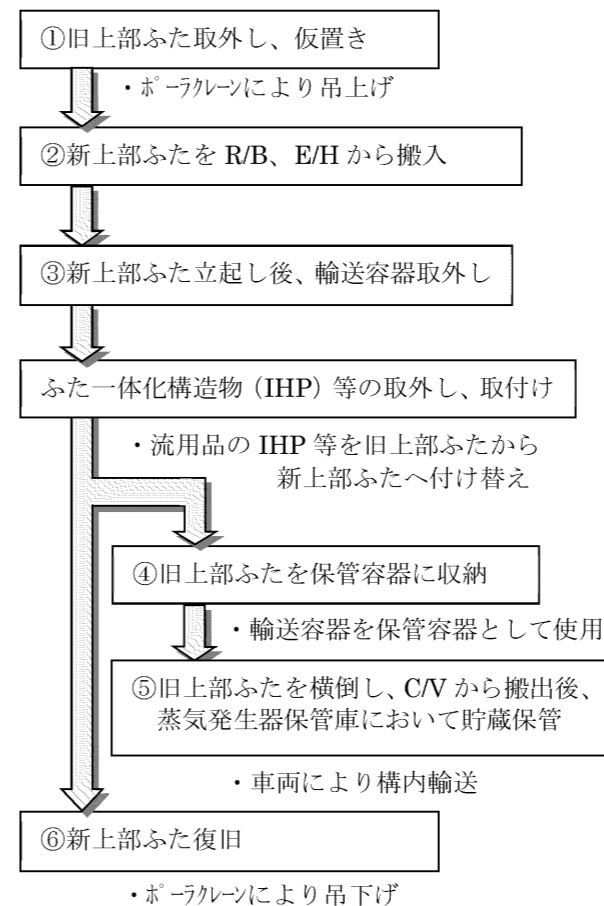 ①旧上部ふた取外し、仮置き
・ﾎﾟｰﾗｸﾚｰﾝにより吊上げ
②新上部ふたを R/B、E/H から搬入
③新上部ふた立起し後、輸送容器取外し
ふた一体化構造物（IHP）等の取外し、取付け
・流用品の IHP 等を旧上部ふたから
新上部ふたへ付け替え
④旧上部ふたを保管容器に収納
・輸送容器を保管容器として使用
⑤旧上部ふたを横倒し、C/V から搬出後、
蒸気発生器保管庫において貯蔵保管
・車両により構内輸送
⑥新上部ふた復旧
・ﾎﾟｰﾗｸﾚｰﾝにより吊下げ